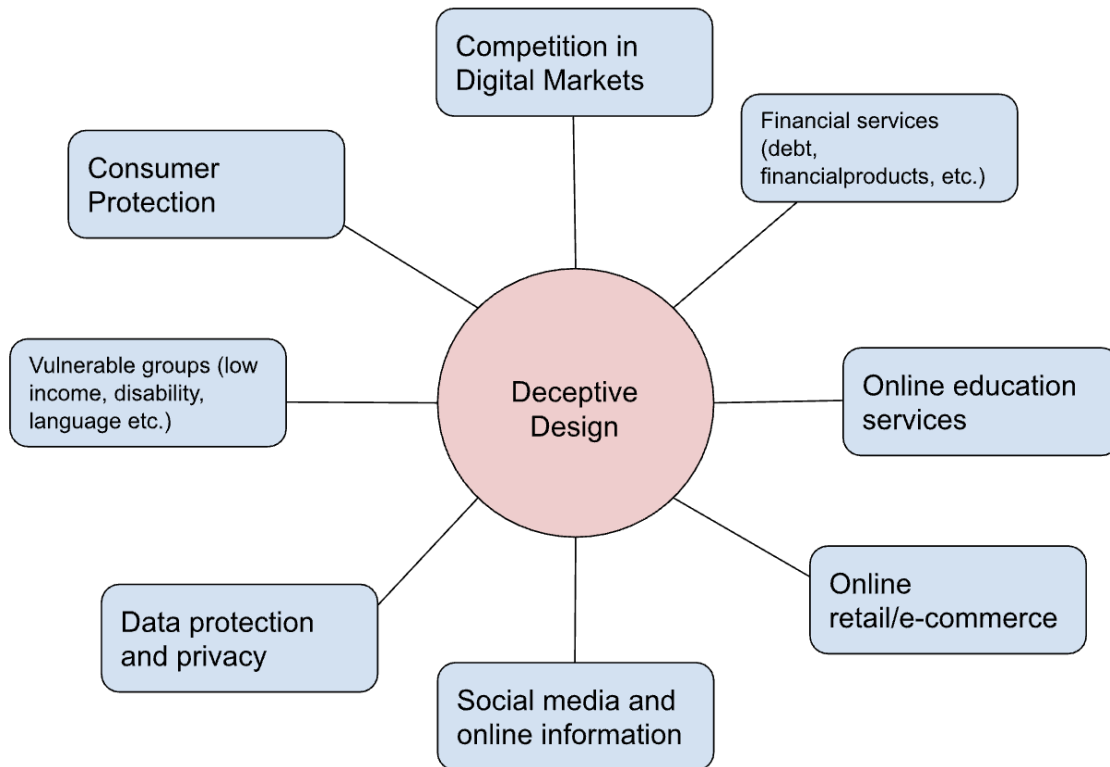 Competition in
Digital Markets
Financial services
(debt,
financialproducts, etc.)
Consumer
Protection
Vulnerable groups (low
income, disability,
language etc.)
Deceptive
Design
Online education
services
Online
retail/e-commerce
Data protection
and privacy
Social media and
online information